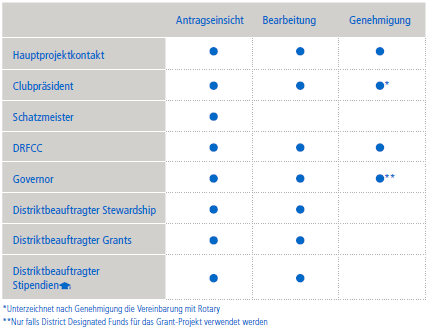 Antragseinsicht Bearbeitung Genehmigung
Hauptprojektkontakt ● ● ●
Clubpräsident ● ● ●*
Schatzmeister ●
DRFCC ● ● ●
Governor ● ● ●**
Distriktbeauftragter Stewardship ● ●
Distriktbeauftragter Grants ● ●
Distriktbeauftragter
Stipendien ● ●
*Unterzeichnet nach Genehmigung die Vereinbarung mit Rotary
**Nur falls District Designated Funds für das Grant-Projekt verwendet werden